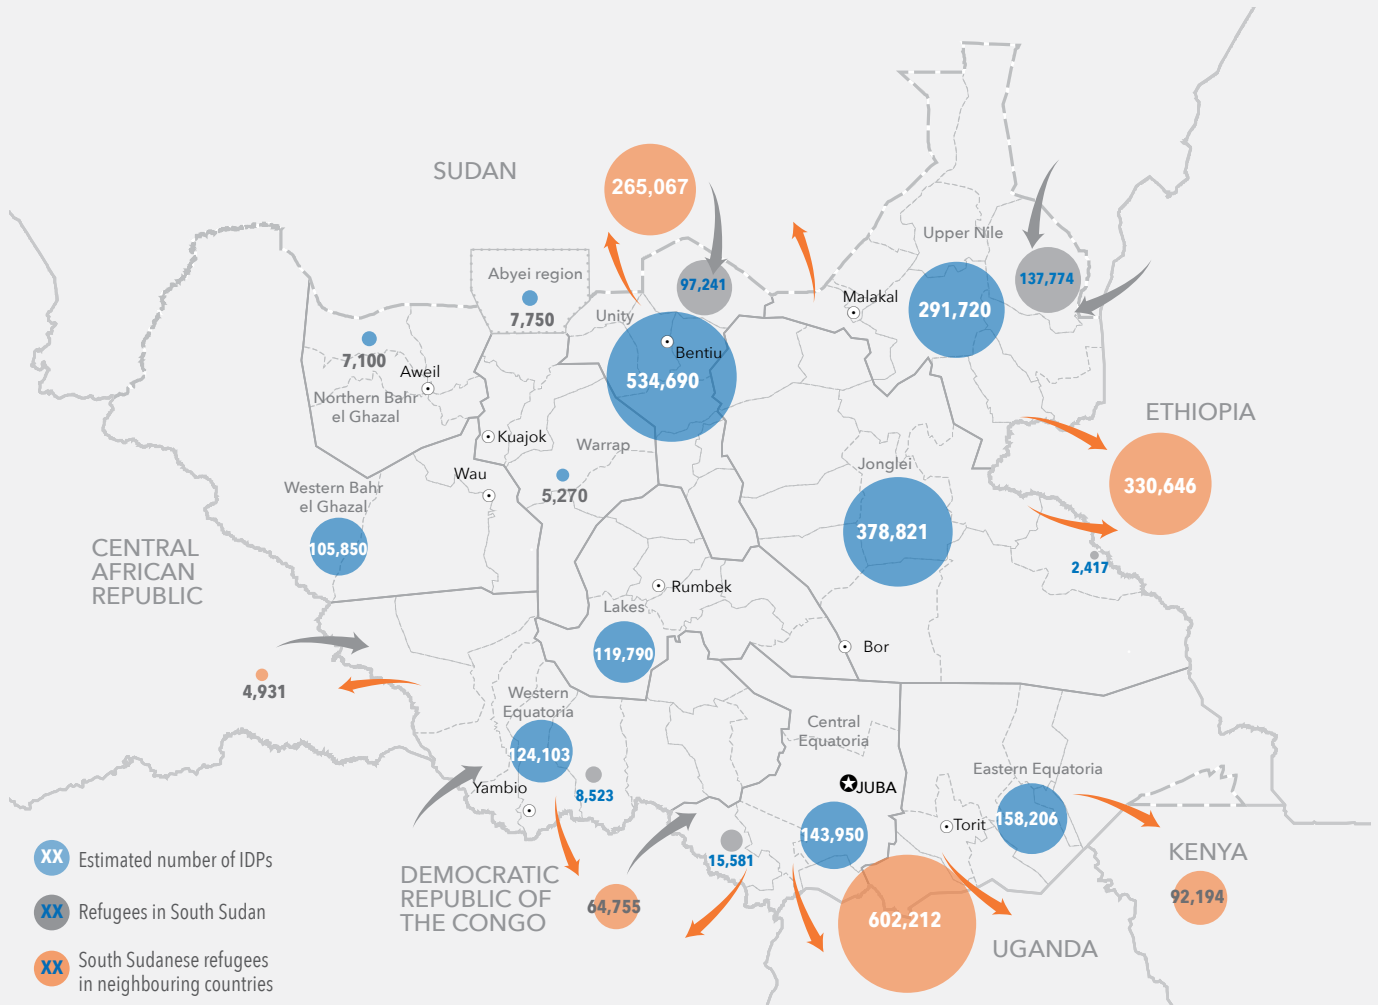 SUDAN
265,067
Upper Nile
Abyei region
7,750
97,241
137,774
Malakal
291,720
Unity
Bentiu
534,690
7,100
Aweil
Northern Bahr
el Ghazal
Kuajok
Warrap
Wau
5,270
Western Bahr
el Ghazal
105,850
ETHIOPIA
330,646
Jonglei
378,821
2,417
CENTRAL
AFRICAN
REPUBLIC
Rumbek
Lakes
119,790
Bor
4,931
Western
Equatoria
124,103
Yambio
8,523
Central
Equatoria
JUBA
143,950
15,581
Eastern Equatoria
Torit
158,206
KENYA
92,194
DEMOCRATIC
REPUBLIC OF
THE CONGO
64,755
602,212
UGANDA
XX Estimated number of IDPs
XX Refugees in South Sudan
XX South Sudanese refugees
in neighbouring countries